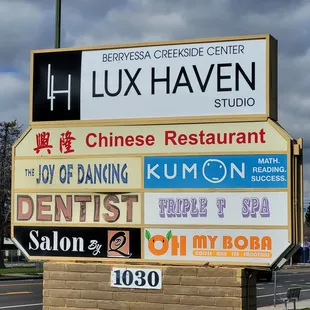 BERRYESSA CREEKSIDE CENTER
LH
LUX HAVEN
STUDIO
興隆 Chinese Restaurant
THE JOY OF DANCING
KUMON
MATH.
READING.
SUCCESS.
DENTIST
TRIPLE T SPA
Salon By Q
OH MY BOBA
1030